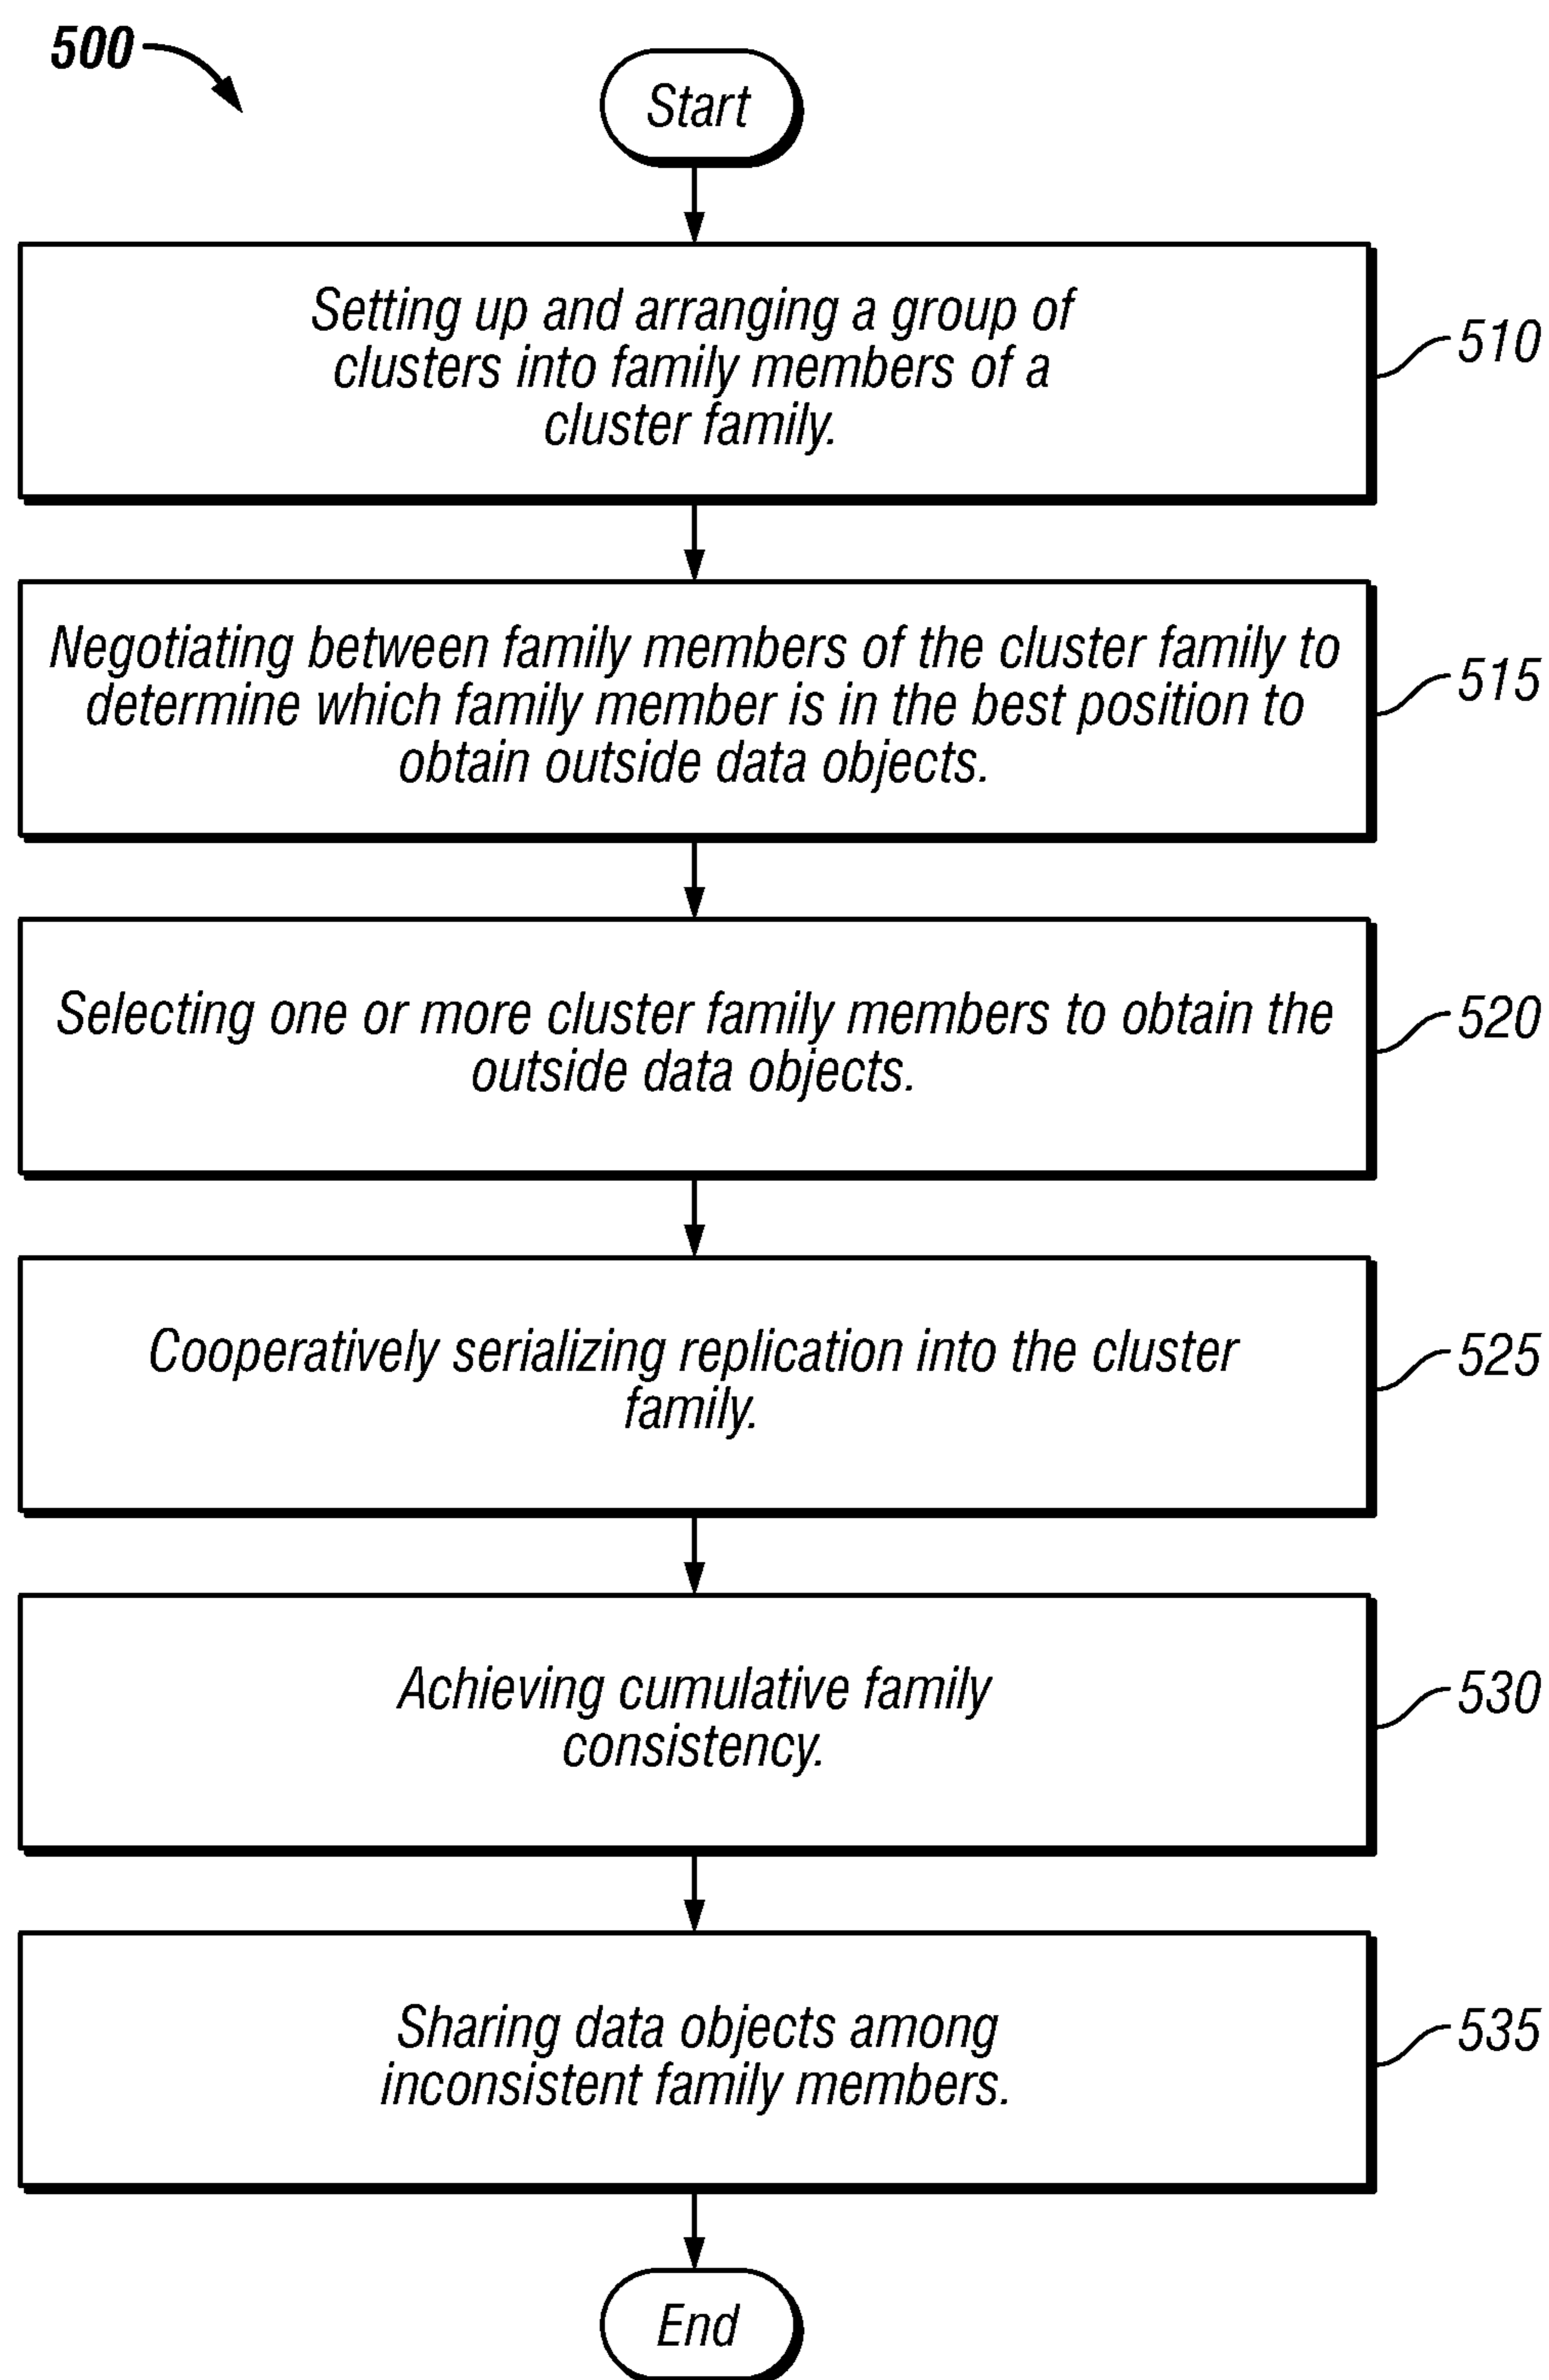 500
Start
Setting up and arranging a group of
clusters into family members of a
cluster family.
510
Negotiating between family members of the cluster family to
determine which family member is in the best position to
obtain outside data objects.
515
Selecting one or more cluster family members to obtain the
outside data objects.
520
Cooperatively serializing replication into the cluster
family.
525
Achieving cumulative family
consistency.
530
Sharing data objects among
inconsistent family members.
535
End